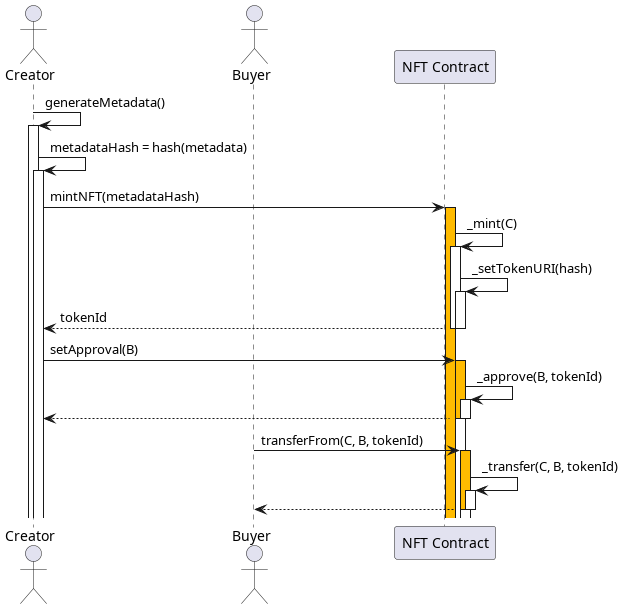 Creator
Buyer
NFT Contract
generateMetadata()
metadataHash = hash(metadata)
mintNFT(metadataHash)
_mint(C)
_setTokenURI(hash)
tokenId
setApproval(B)
_approve(B, tokenId)
transferFrom(C, B, tokenId)
_transfer(C, B, tokenId)
Creator
Buyer
NFT Contract